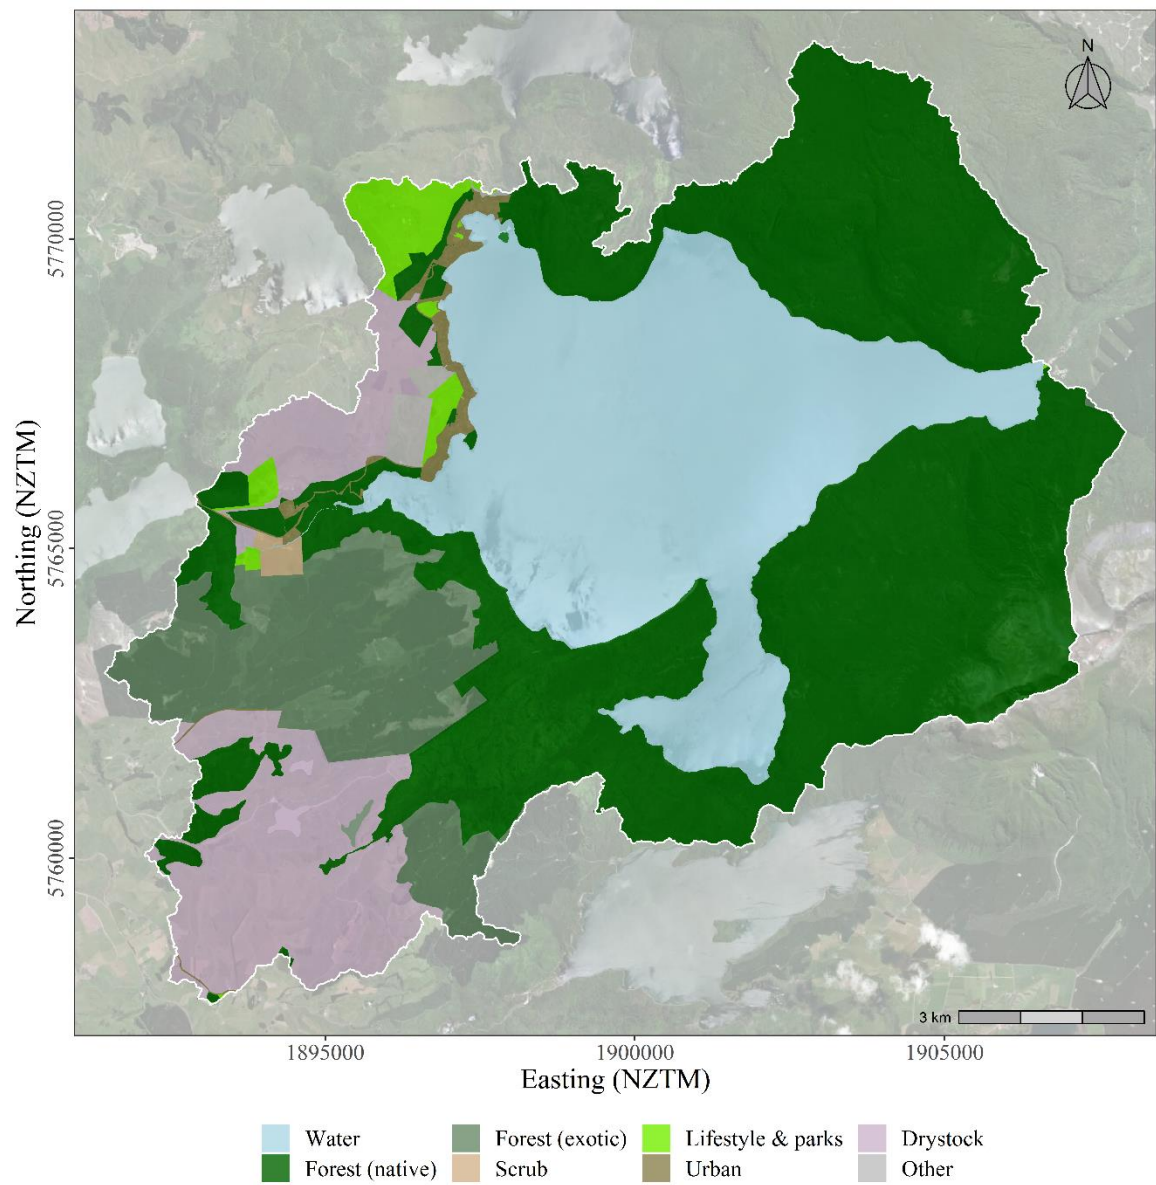 N
Northing (NZTM)
5770000
5765000
5760000
3 km
1895000 1900000 1905000
Easting (NZTM)
Water Forest (exotic) Lifestyle & parks Drystock
Forest (native) Scrub Urban Other